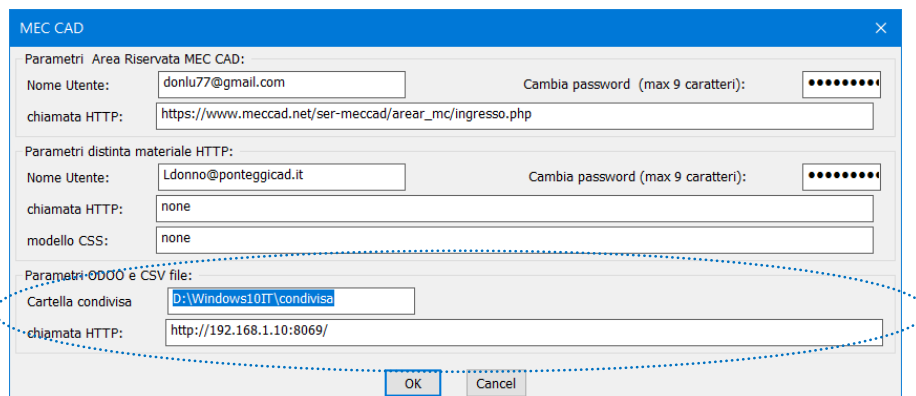 MEC CAD
Parametri Area Riservata MEC CAD:
Nome Utente: donlu77@gmail.com Cambia password (max 9 caratteri): ●●●●●●●●●
chiamata HTTP: https://www.meccad.net/ser-meccad/arear_mc/ingresso.php
Parametri distinta materiale HTTP:
Nome Utente: Ldonno@ponteggicad.it Cambia password (max 9 caratteri): ●●●●●●●●●
chiamata HTTP: none
modello CSS: none
Parametri ODOO e CSV file:
Cartella condivisa D:\Windows10IT\condivisa
chiamata HTTP: http://192.168.1.10:8069/
OK Cancel